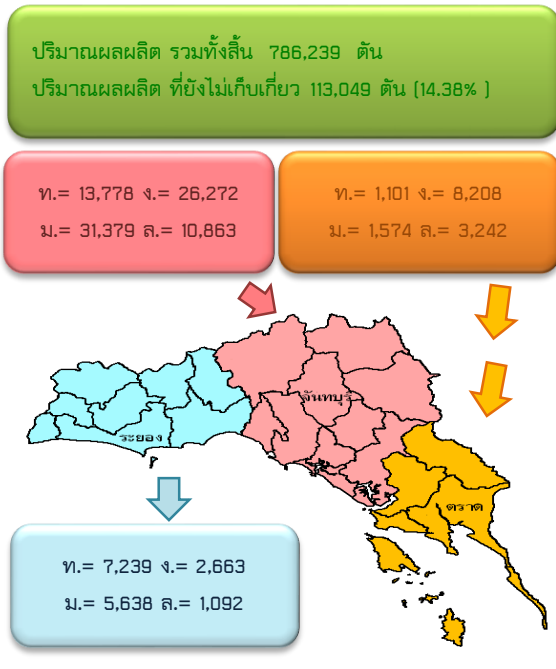 ปริมาณผลผลิต รวมทั้งสิ้น 786,239 ตัน
ปริมาณผลผลิต ที่ยังไม่เก็บเกี่ยว 113,049 ตัน (14.38% )
ท.= 13,778 ง.= 26,272
ม.= 31,379 ล.= 10,863
ท.= 1,101 ง.= 8,208
ม.= 1,574 ล.= 3,242
จันทบุรี
ระยอง
ตราด
ท.= 7,239 ง.= 2,663
ม.= 5,638 ล.= 1,092